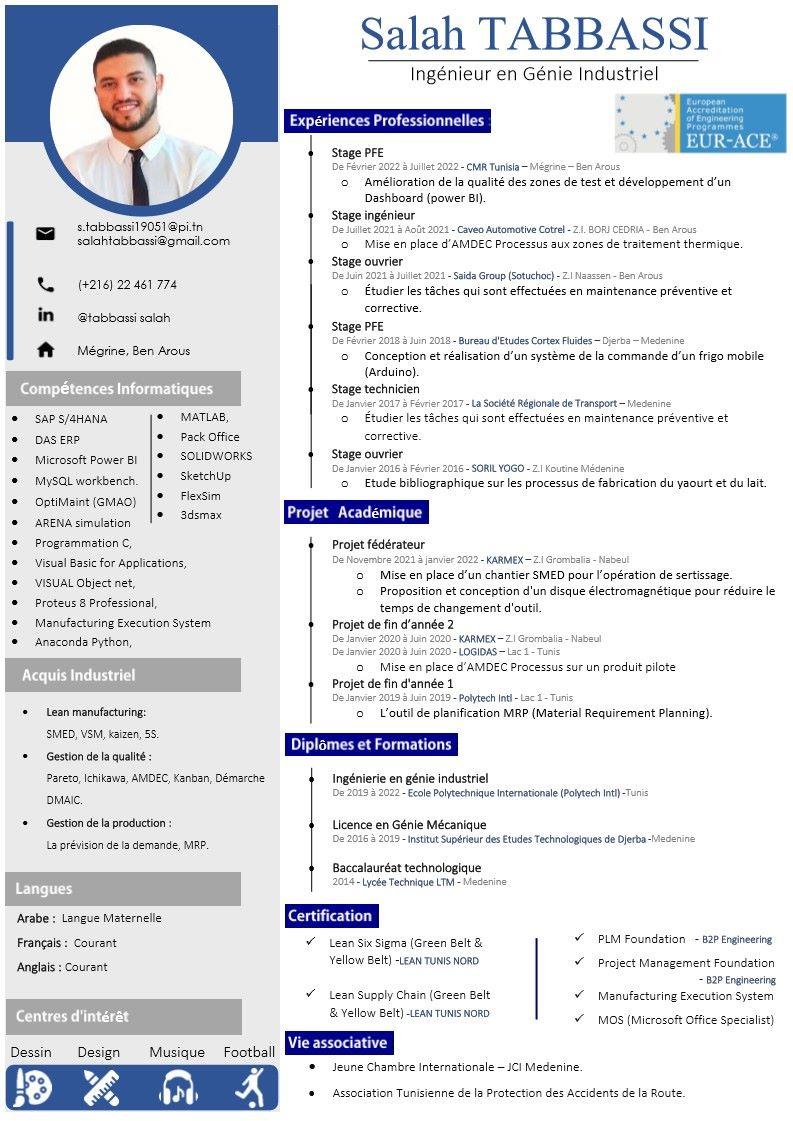 Salah TABBASSI
Ingénieur en Génie Industriel
European
Accreditation
of Engineering
Programmes
EUR-ACE®
s.tabbassi19051@pi.tn
salahtabbassi@gmail.com
(+216) 22 461 774
in @tabbassi salah
Mégrine, Ben Arous
Compétences Informatiques
SAP S/4HANA
DAS ERP
Microsoft Power BI
MySQL workbench.
OptiMaint (GMAO)
ARENA simulation
Programmation C,
Visual Basic for Applications,
VISUAL Object net,
Proteus 8 Professional,
Manufacturing Execution System
Anaconda Python,
MATLAB,
Pack Office
SOLIDWORKS
SketchUp
FlexSim
3dsmax
Acquis Industriel
Lean manufacturing:
SMED, VSM, kaizen, 5S.
Gestion de la qualité :
Pareto, Ichikawa, AMDEC, Kanban, Démarche
DMAIC.
Gestion de la production :
La prévision de la demande, MRP.
Langues
Arabe : Langue Maternelle
Français : Courant
Anglais : Courant
Centres d'intérêt
Dessin Design Musique Football
Expériences Professionnelles :
Stage PFE
De Février 2022 à Juillet 2022 - CMR Tunisia – Mégrine – Ben Arous
o Amélioration de la qualité des zones de test et développement d’un
Dashboard (power BI).
Stage ingénieur
De Juillet 2021 à Août 2021 - Caveo Automotive Cotrel - Z.I. BORJ CEDRIA - Ben Arous
o Mise en place d’AMDEC Processus aux zones de traitement thermique.
Stage ouvrier
De Juin 2021 à Juillet 2021 - Saida Group (Sotuchoc) - Z.I Naassen - Ben Arous
o Étudier les tâches qui sont effectuées en maintenance préventive et
corrective.
Stage PFE
De Février 2018 à Juin 2018 - Bureau d'Etudes Cortex Fluides – Djerba – Medenine
o Conception et réalisation d’un système de la commande d’un frigo mobile
(Arduino).
Stage technicien
De Janvier 2017 à Février 2017 - La Société Régionale de Transport – Medenine
o Étudier les tâches qui sont effectuées en maintenance préventive et
corrective.
Stage ouvrier
De Janvier 2016 à Février 2016 - SORIL YOGO - Z.I Koutine Médenine
o Etude bibliographique sur les processus de fabrication du yaourt et du lait.
Projet Académique
Projet fédérateur
De Novembre 2021 à janvier 2022 - KARMEX – Z.I Grombalia - Nabeul
o Mise en place d’un chantier SMED pour l’opération de sertissage.
o Proposition et conception d'un disque électromagnétique pour réduire le
temps de changement d'outil.
Projet de fin d’année 2
De Janvier 2020 à Juin 2020 - KARMEX – Z.I Grombalia - Nabeul
De Janvier 2020 à Juin 2020 - LOGIDAS – Lac 1 - Tunis
o Mise en place d’AMDEC Processus sur un produit pilote
Projet de fin d'année 1
De Janvier 2019 à Juin 2019 - Polytech Intl - Lac 1 - Tunis
o L’outil de planification MRP (Material Requirement Planning).
Diplômes et Formations
Ingénierie en génie industriel
De 2019 à 2022 - Ecole Polytechnique Internationale (Polytech Intl) -Tunis
Licence en Génie Mécanique
De 2016 à 2019 - Institut Supérieur des Etudes Technologiques de Djerba -Medenine
Baccalauréat technologique
2014 - Lycée Technique LTM - Medenine
Certification
Lean Six Sigma (Green Belt &
Yellow Belt) -LEAN TUNIS NORD
Lean Supply Chain (Green Belt
& Yellow Belt) -LEAN TUNIS NORD
PLM Foundation - B2P Engineering
Project Management Foundation
- B2P Engineering
Manufacturing Execution System
MOS (Microsoft Office Specialist)
Vie associative
Jeune Chambre Internationale – JCI Medenine.
Association Tunisienne de la Protection des Accidents de la Route.